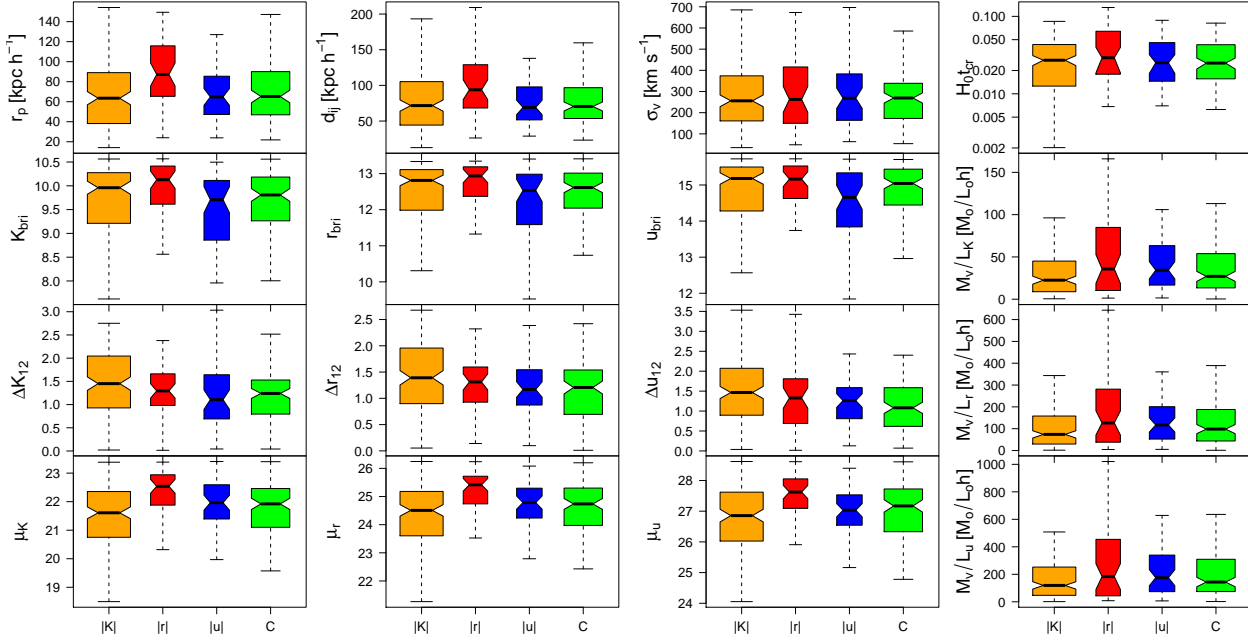 r_p [kpc h⁻¹]
20 40 60 80 100 120 140
d_ij [kpc h⁻¹]
50 100 150 200
σ_v [km s⁻¹]
100 200 300 400 500 600 700
H₀t_cr
0.002 0.005 0.010 0.020 0.050 0.100
K_bri
8.0 8.5 9.0 9.5 10.0 10.5
r_bri
10 11 12 13
u_bri
12 13 14 15
M_v/L_K [M_o/L_oh]
0 50 100 150
ΔK₁₂
0.0 0.5 1.0 1.5 2.0 2.5 3.0
Δr₁₂
0.0 0.5 1.0 1.5 2.0 2.5
Δu₁₂
0.0 0.5 1.0 1.5 2.0 2.5 3.0 3.5
M_v/L_r [M_o/L_oh]
0 100 200 300 400 500 600
μ_K
19 20 21 22 23
μ_r
22 23 24 25 26
μ_u
24 25 26 27 28
M_v/L_u [M_o/L_oh]
0 200 400 600 800 1000
|K| |r| |u| C
|K| |r| |u| C
|K| |r| |u| C
|K| |r| |u| C